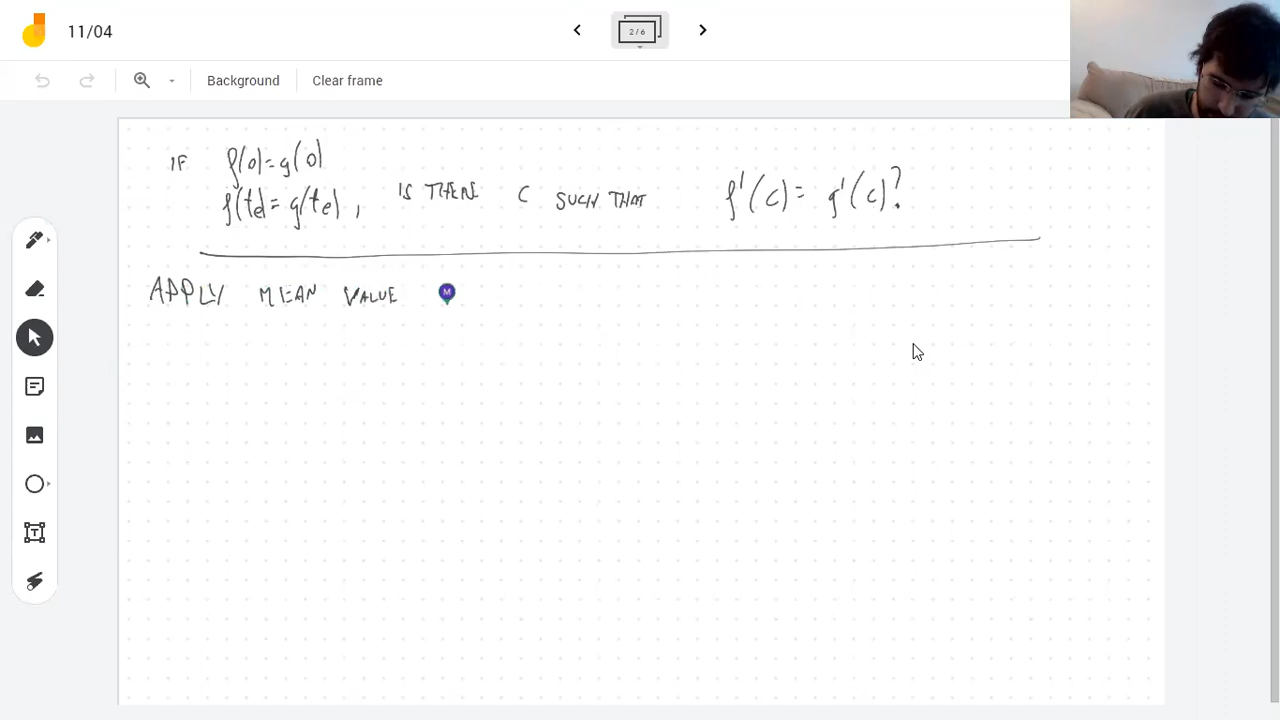 11/04
2/6
Background
Clear frame
IF f(0)=g(0)
f(te)=g(te), IS THERE C SUCH THAT f'(c)= g'(c)?
APPLY MEAN VALUE
M